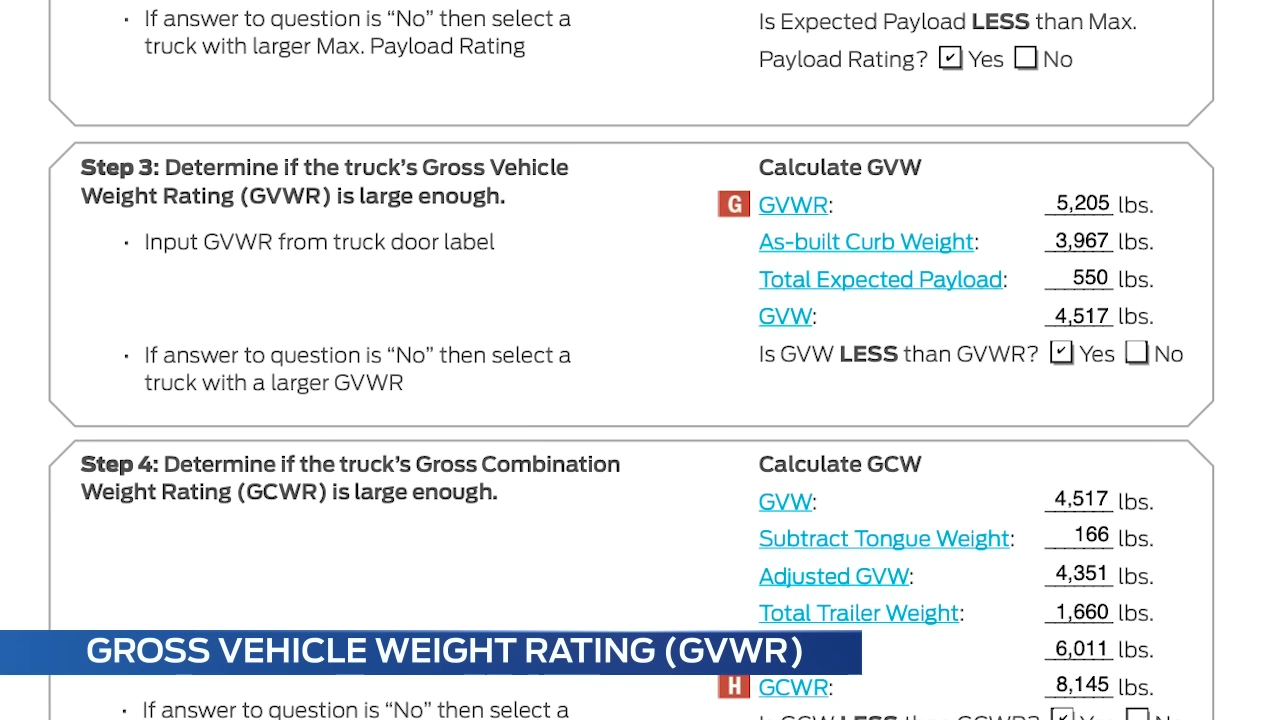 · If answer to question is “No” then select a
truck with larger Max. Payload Rating
Is Expected Payload LESS than Max.
Payload Rating? ✔ Yes ☐ No
Step 3: Determine if the truck’s Gross Vehicle
Weight Rating (GVWR) is large enough.
· Input GVWR from truck door label
· If answer to question is “No” then select a
truck with a larger GVWR
Calculate GVW
G GVWR: 5,205 lbs.
As-built Curb Weight: 3,967 lbs.
Total Expected Payload: 550 lbs.
GVW: 4,517 lbs.
Is GVW LESS than GVWR? ✔ Yes ☐ No
Step 4: Determine if the truck’s Gross Combination
Weight Rating (GCWR) is large enough.
Calculate GCW
GVW: 4,517 lbs.
Subtract Tongue Weight: 166 lbs.
Adjusted GVW: 4,351 lbs.
Total Trailer Weight: 1,660 lbs.
6,011 lbs.
H GCWR: 8,145 lbs.
GROSS VEHICLE WEIGHT RATING (GVWR)
· If answer to question is “No” then select a
Is GCW LESS than GCWR? ✔ Yes ☐ No